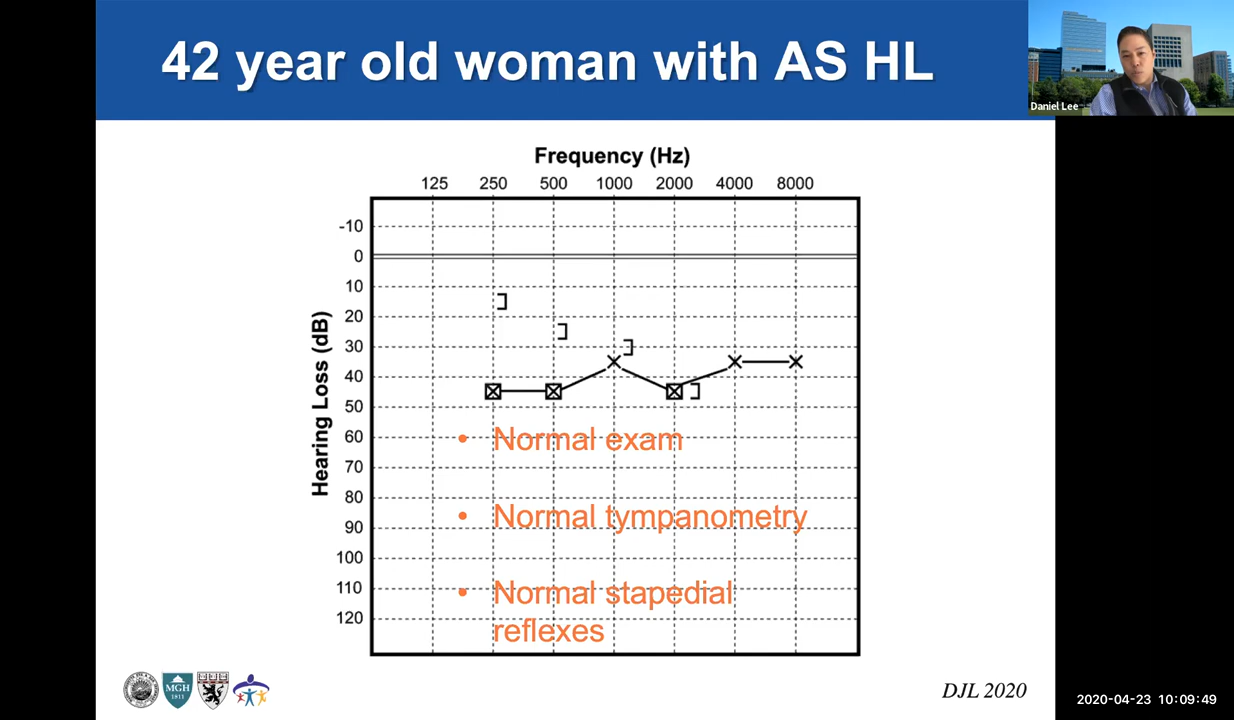 42 year old woman with AS HL
Daniel Lee
Frequency (Hz)
125 250 500 1000 2000 4000 8000
Hearing Loss (dB)
-10
0
10
20
30
40
50
60
70
80
90
100
110
120
• Normal exam
• Normal tympanometry
• Normal stapedial
reflexes
MGH
1811
DJL 2020
2020-04-23 10:09:49